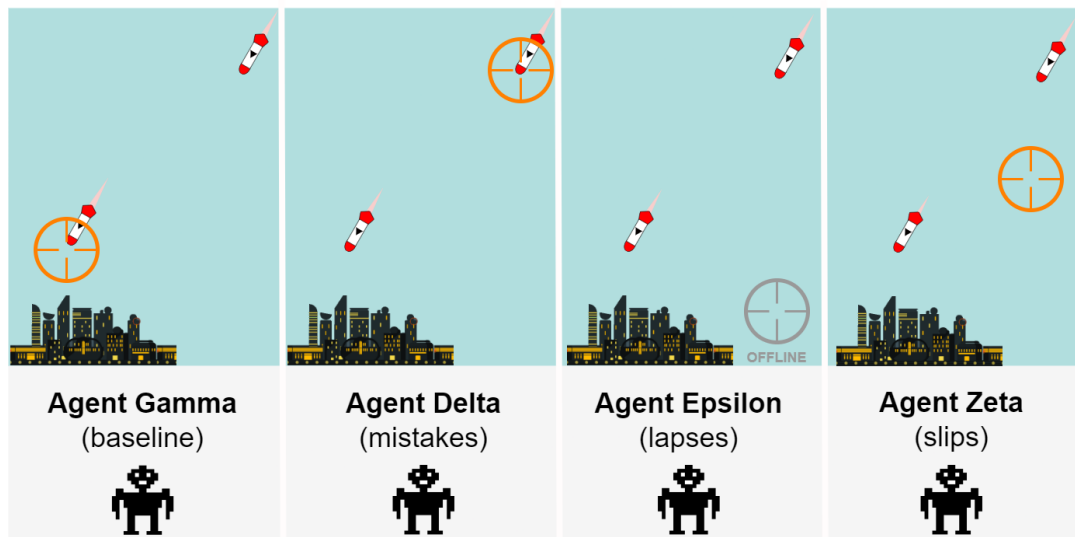 OFFLINE
Agent Gamma
(baseline)
Agent Delta
(mistakes)
Agent Epsilon
(lapses)
Agent Zeta
(slips)